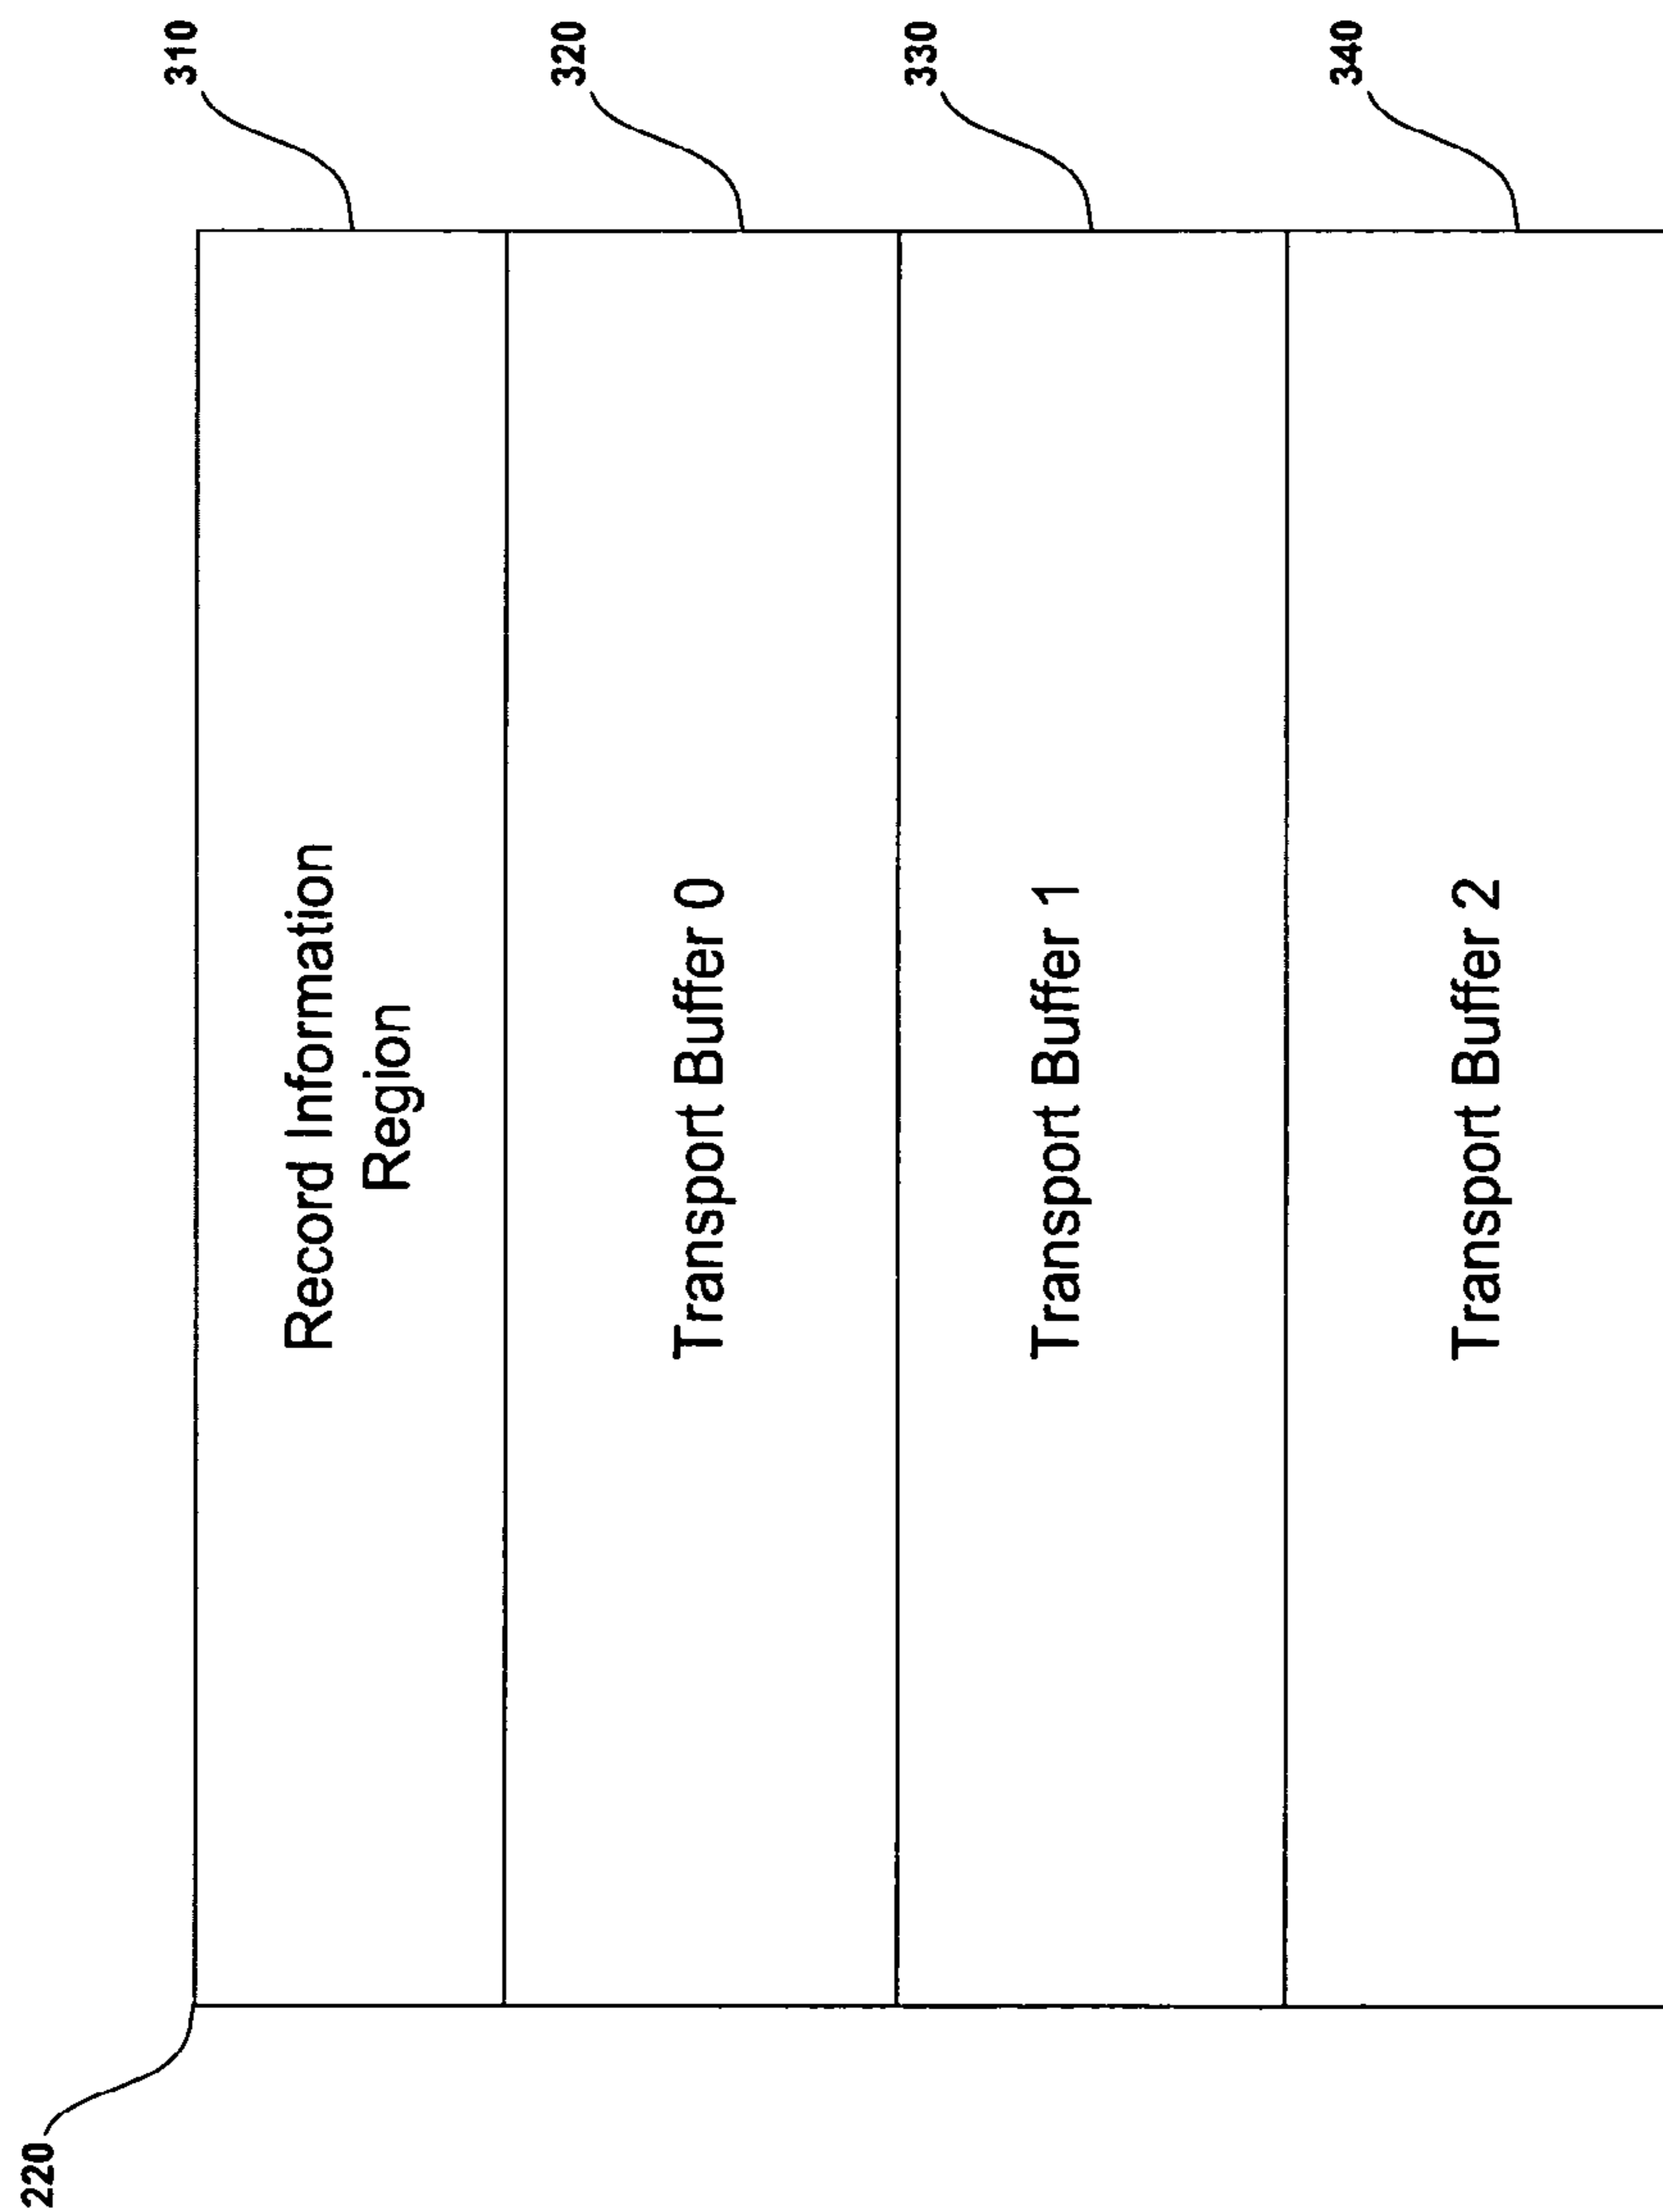 220
310
Record Information
Region
320
Transport Buffer 0
330
Transport Buffer 1
340
Transport Buffer 2